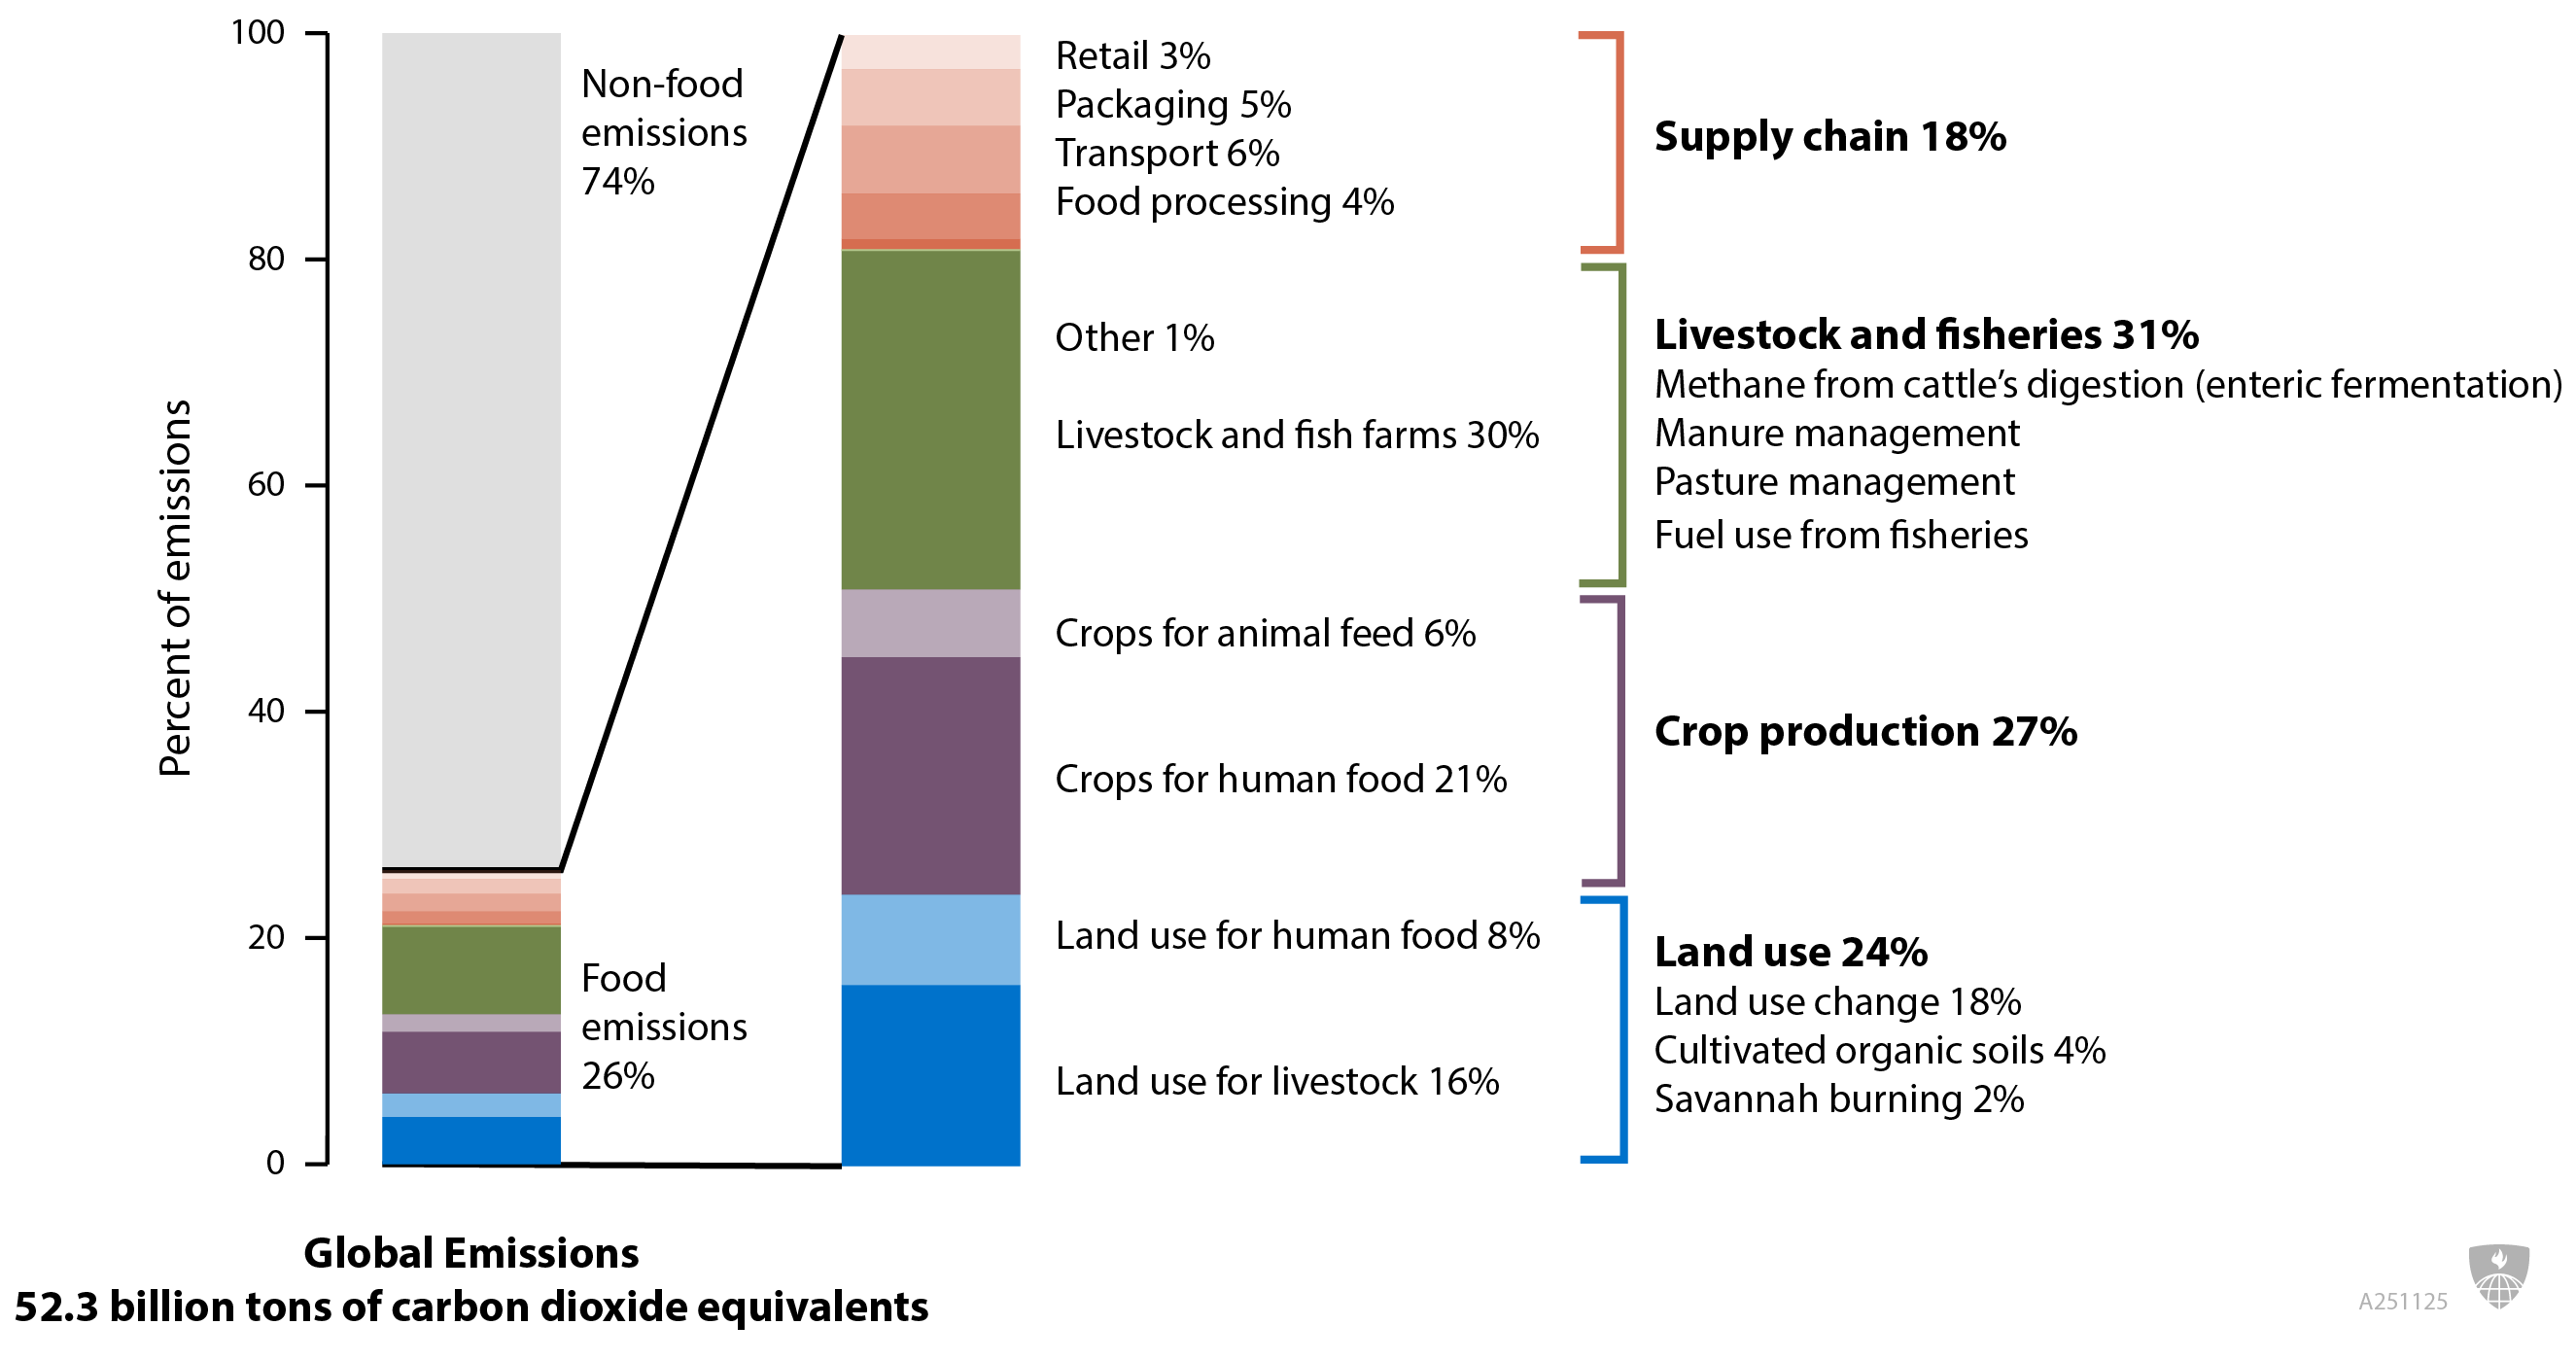 100
80
60
40
20
0
Percent of emissions
Non-food
emissions
74%
Food
emissions
26%
Retail 3%
Packaging 5%
Transport 6%
Food processing 4%
Other 1%
Livestock and fish farms 30%
Crops for animal feed 6%
Crops for human food 21%
Land use for human food 8%
Land use for livestock 16%
Supply chain 18%
Livestock and fisheries 31%
Methane from cattle’s digestion (enteric fermentation)
Manure management
Pasture management
Fuel use from fisheries
Crop production 27%
Land use 24%
Land use change 18%
Cultivated organic soils 4%
Savannah burning 2%
Global Emissions
52.3 billion tons of carbon dioxide equivalents
A251125